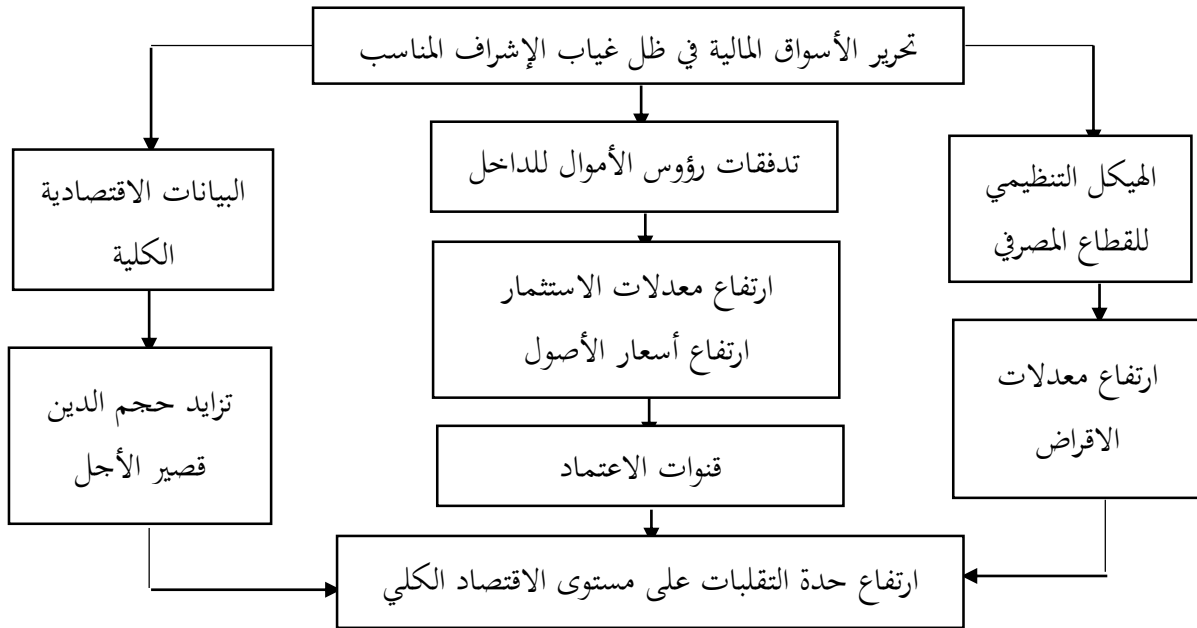 تحرير الأسواق المالية في ظل غياب الإشراف المناسب
الهيكل التنظيمي
للقطاع المصرفي
ارتفاع معدلات
الاقراض
تدفقات رؤوس الأموال للداخل
ارتفاع معدلات الاستثمار
ارتفاع أسعار الأصول
قنوات الاعتماد
البيانات الاقتصادية
الكلية
تزايد حجم الدين
قصير الأجل
ارتفاع حدة التقلبات على مستوى الاقتصاد الكلي